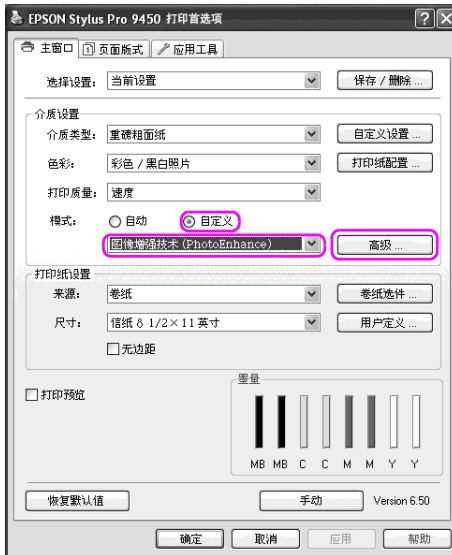 EPSON Stylus Pro 9450 打印首选项
主窗口 页面版式 应用工具
选择设置： 当前设置 保存 / 删除 ...
介质设置
介质类型： 重磅粗面纸 自定义设置 ...
色彩： 彩色 / 黑白照片 打印纸配置 ...
打印质量： 速度
模式： 自动 自定义
图像增强技术 (PhotoEnhance) 高级 ...
打印纸设置
来源： 卷纸 卷纸选件 ...
尺寸： 信纸 8 1/2×11 英寸 用户定义 ...
无边距
打印预览
墨量
MB MB C C M M Y Y
恢复默认值 手动 Version 6.50
确定 取消 应用 帮助